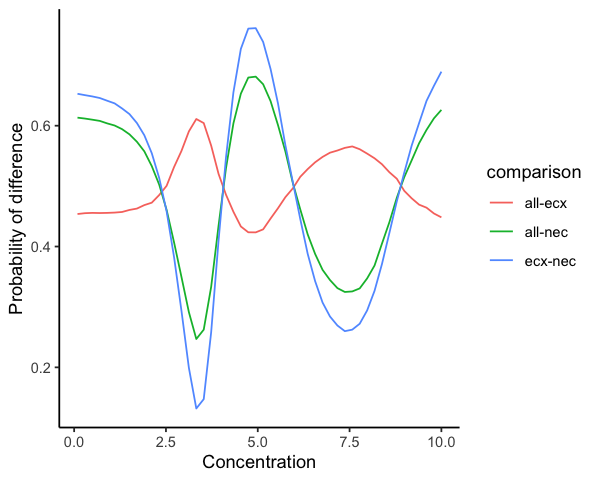 Probability of difference
0.6
0.4
0.2
0.0 2.5 5.0 7.5 10.0
Concentration
comparison
all-ecx
all-nec
ecx-nec